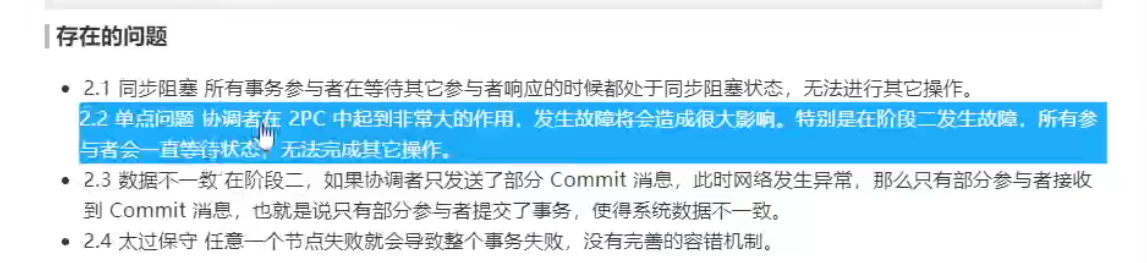 存在的问题
2.1 同步阻塞 所有事务参与者在等待其它参与者响应的时候都处于同步阻塞状态，无法进行其它操作。
2.2 单点问题 协调者在 2PC 中起到非常大的作用，发生故障将会造成很大影响。特别是在阶段二发生故障，所有参
与者会一直等待状态，无法完成其它操作。
2.3 数据不一致 在阶段二，如果协调者只发送了部分 Commit 消息，此时网络发生异常，那么只有部分参与者接收
到 Commit 消息，也就是说只有部分参与者提交了事务，使得系统数据不一致。
2.4 太过保守 任意一个节点失败就会导致整个事务失败，没有完善的容错机制。